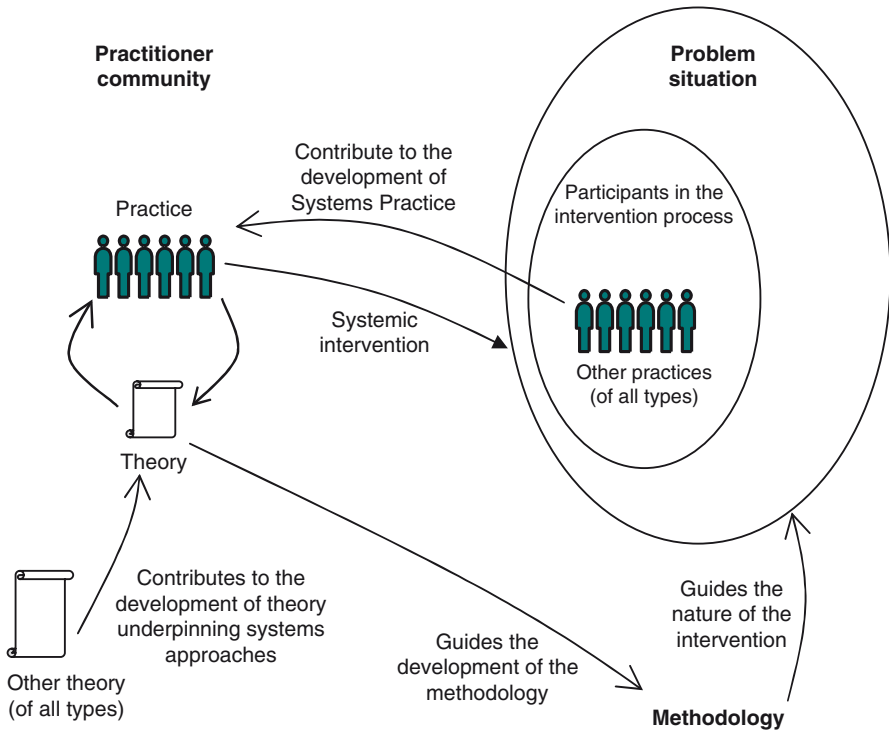 Practitioner
community
Problem
situation
Contribute to the
development of
Systems Practice
Participants in the
intervention process
Practice
Systemic
intervention
Other practices
(of all types)
Theory
Contributes to the
development of theory
underpinning systems
approaches
Other theory
(of all types)
Guides the
development of the
methodology
Guides the
nature of the
intervention
Methodology